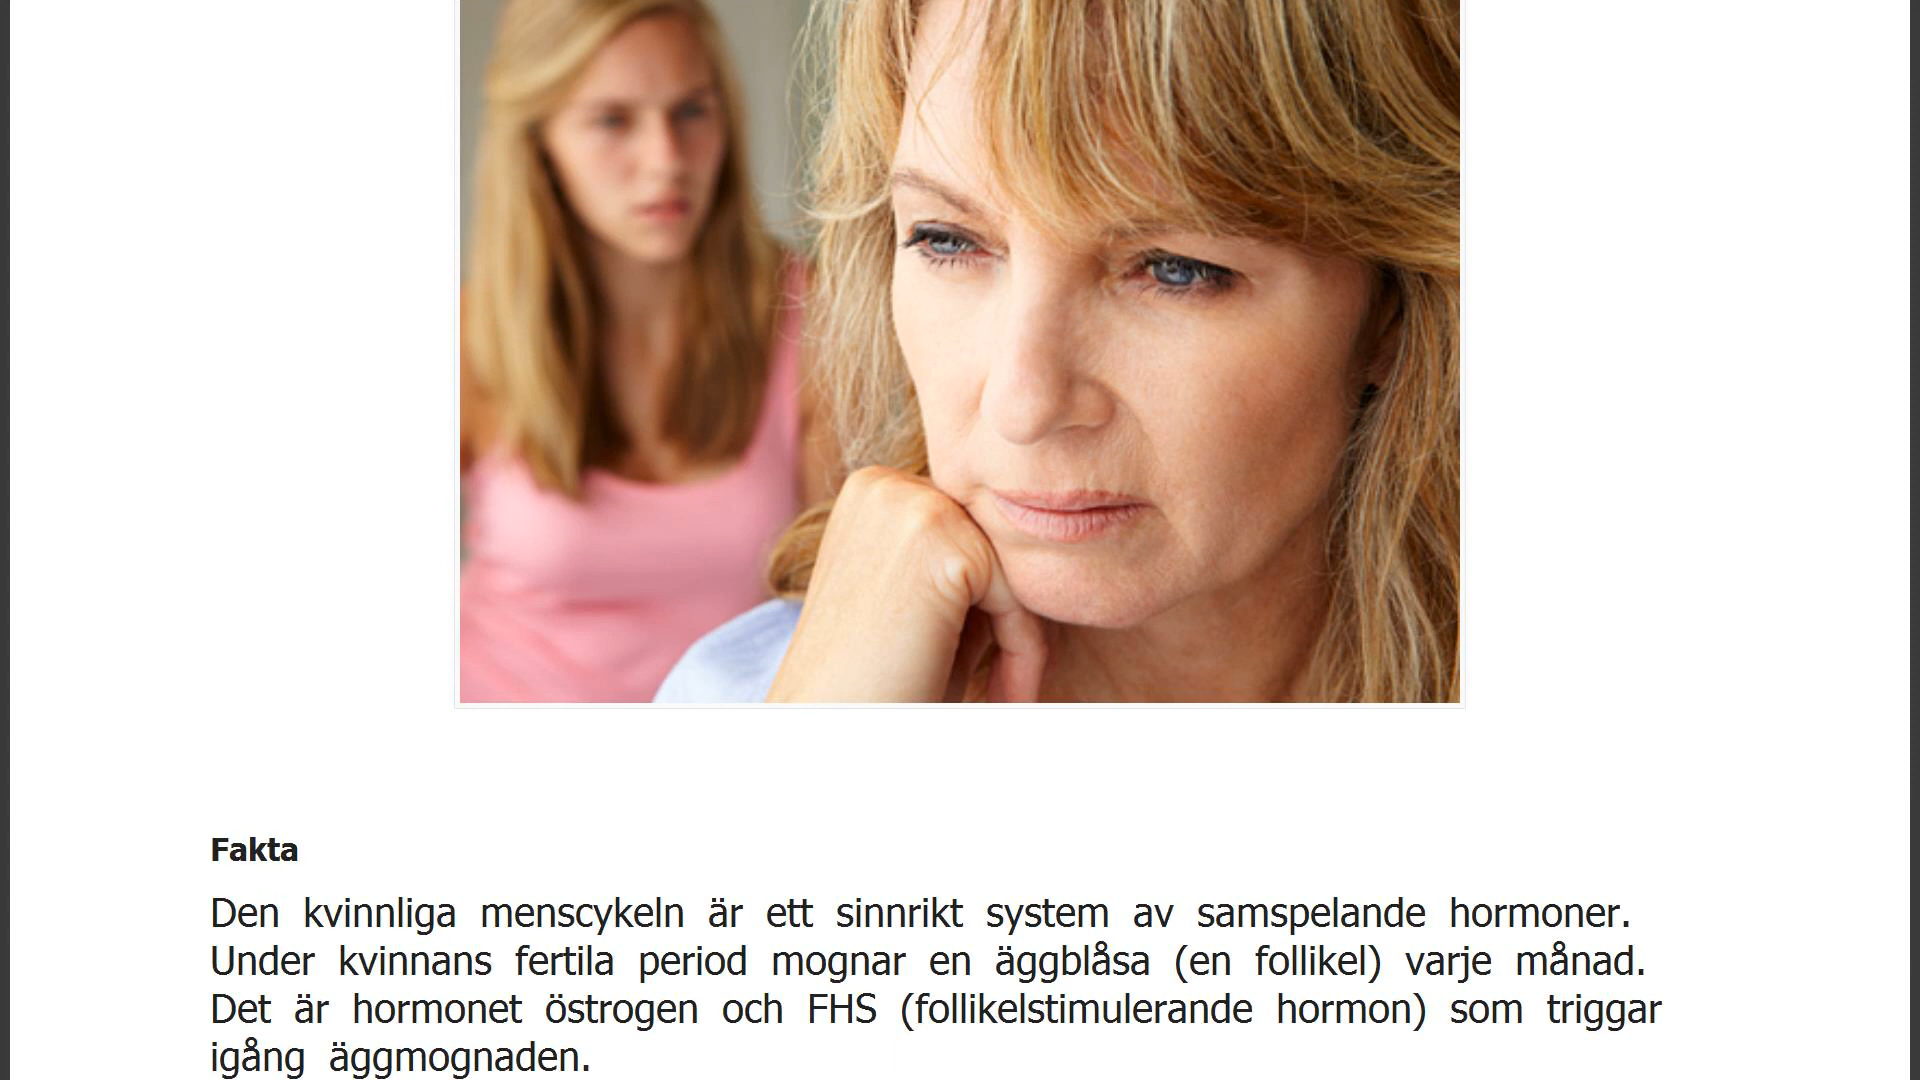 Fakta
Den kvinnliga menscykeln är ett sinnrikt system av samspelande hormoner.
Under kvinnans fertila period mognar en äggblåsa (en follikel) varje månad.
Det är hormonet östrogen och FHS (follikelstimulerande hormon) som triggar
igång äggmognaden.